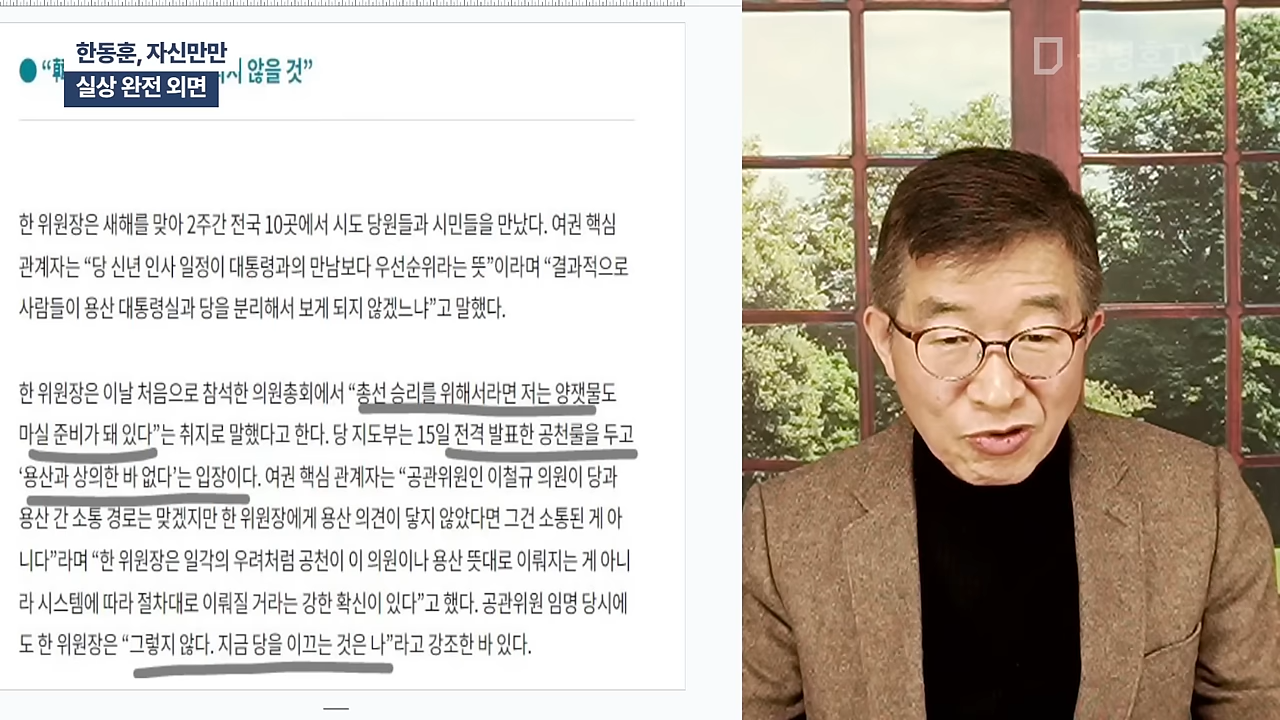 한동훈, 자신만만
실상 완전 외면
않을 것”
공병호TV
한 위원장은 새해를 맞아 2주간 전국 10곳에서 시도 당원들과 시민들을 만났다. 여권 핵심
관계자는 “당 신년 인사 일정이 대통령과의 만남보다 우선순위라는 뜻”이라며 “결과적으로
사람들이 용산 대통령실과 당을 분리해서 보게 되지 않겠느냐”고 말했다.
한 위원장은 이날 처음으로 참석한 의원총회에서 “총선 승리를 위해서라면 저는 양잿물도
마실 준비가 돼 있다”는 취지로 말했다고 한다. 당 지도부는 15일 전격 발표한 공천룰을 두고
‘용산과 상의한 바 없다’는 입장이다. 여권 핵심 관계자는 “공관위원인 이철규 의원이 당과
용산 간 소통 경로는 맞겠지만 한 위원장에게 용산 의견이 닿지 않았다면 그건 소통된 게 아
니다”라며 “한 위원장은 일각의 우려처럼 공천이 이 의원이나 용산 뜻대로 이뤄지는 게 아니
라 시스템에 따라 절차대로 이뤄질 거라는 강한 확신이 있다”고 했다. 공관위원 임명 당시에
도 한 위원장은 “그렇지 않다. 지금 당을 이끄는 것은 나”라고 강조한 바 있다.